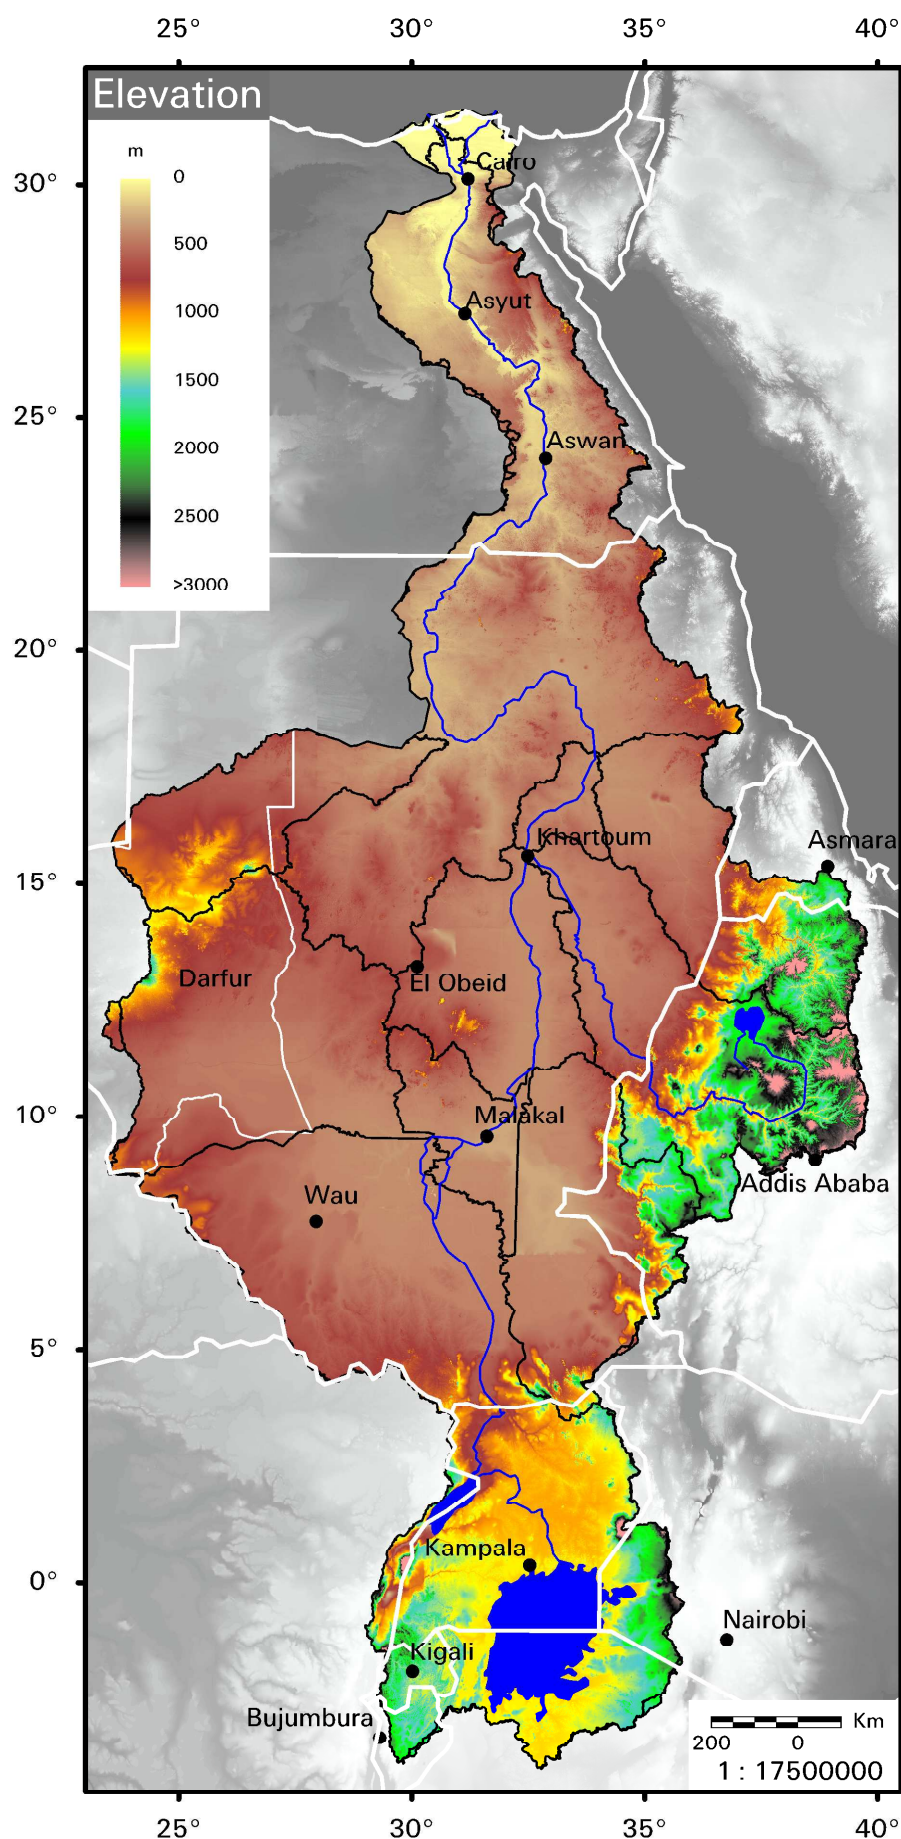 25° 30° 35° 40°
Elevation
m
0
500
1000
1500
2000
2500
>3000
30°
25°
20°
15°
10°
5°
0°
Cairo
Asyut
Aswan
Khartoum
Asmara
Darfur
El Obeid
Malakal
Addis Ababa
Wau
Kampala
Nairobi
Kigali
Bujumbura
Km
200 0
1 : 17500000
25° 30° 35° 40°